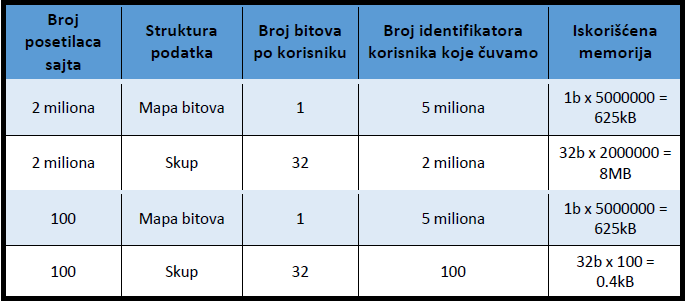 Broj posetilaca sajta | Struktura podatka | Broj bitova po korisniku | Broj identifikatora korisnika koje čuvamo | Iskorišćena memorija
2 miliona | Mapa bitova | 1 | 5 miliona | 1b x 5000000 = 625kB
2 miliona | Skup | 32 | 2 miliona | 32b x 2000000 = 8MB
100 | Mapa bitova | 1 | 5 miliona | 1b x 5000000 = 625kB
100 | Skup | 32 | 100 | 32b x 100 = 0.4kB